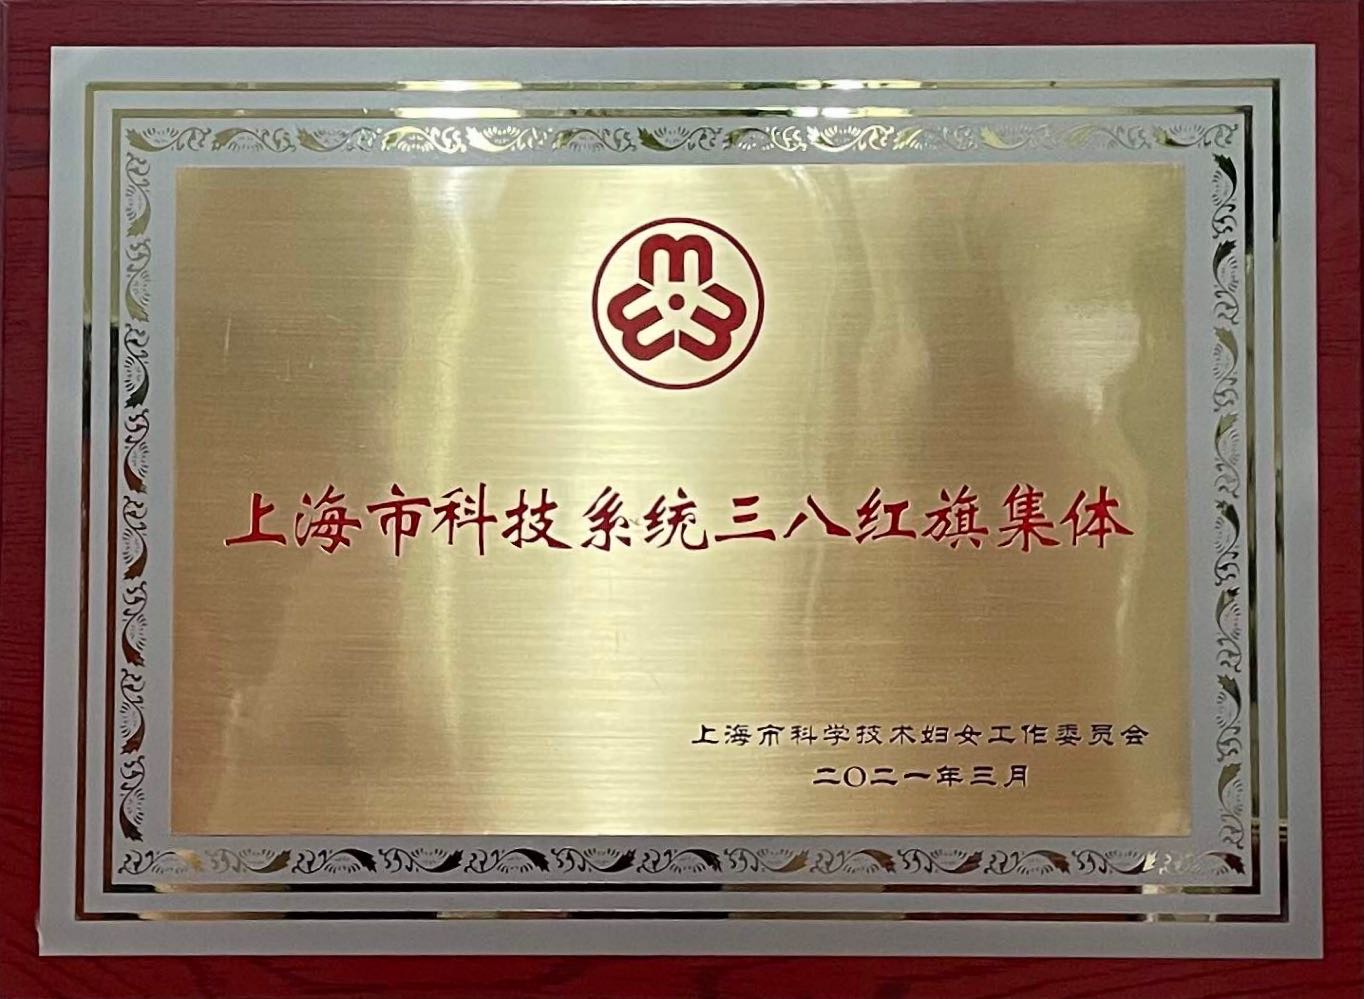 上海市科技系统三八红旗集体
上海市科学技术妇女工作委员会
二〇二一年三月